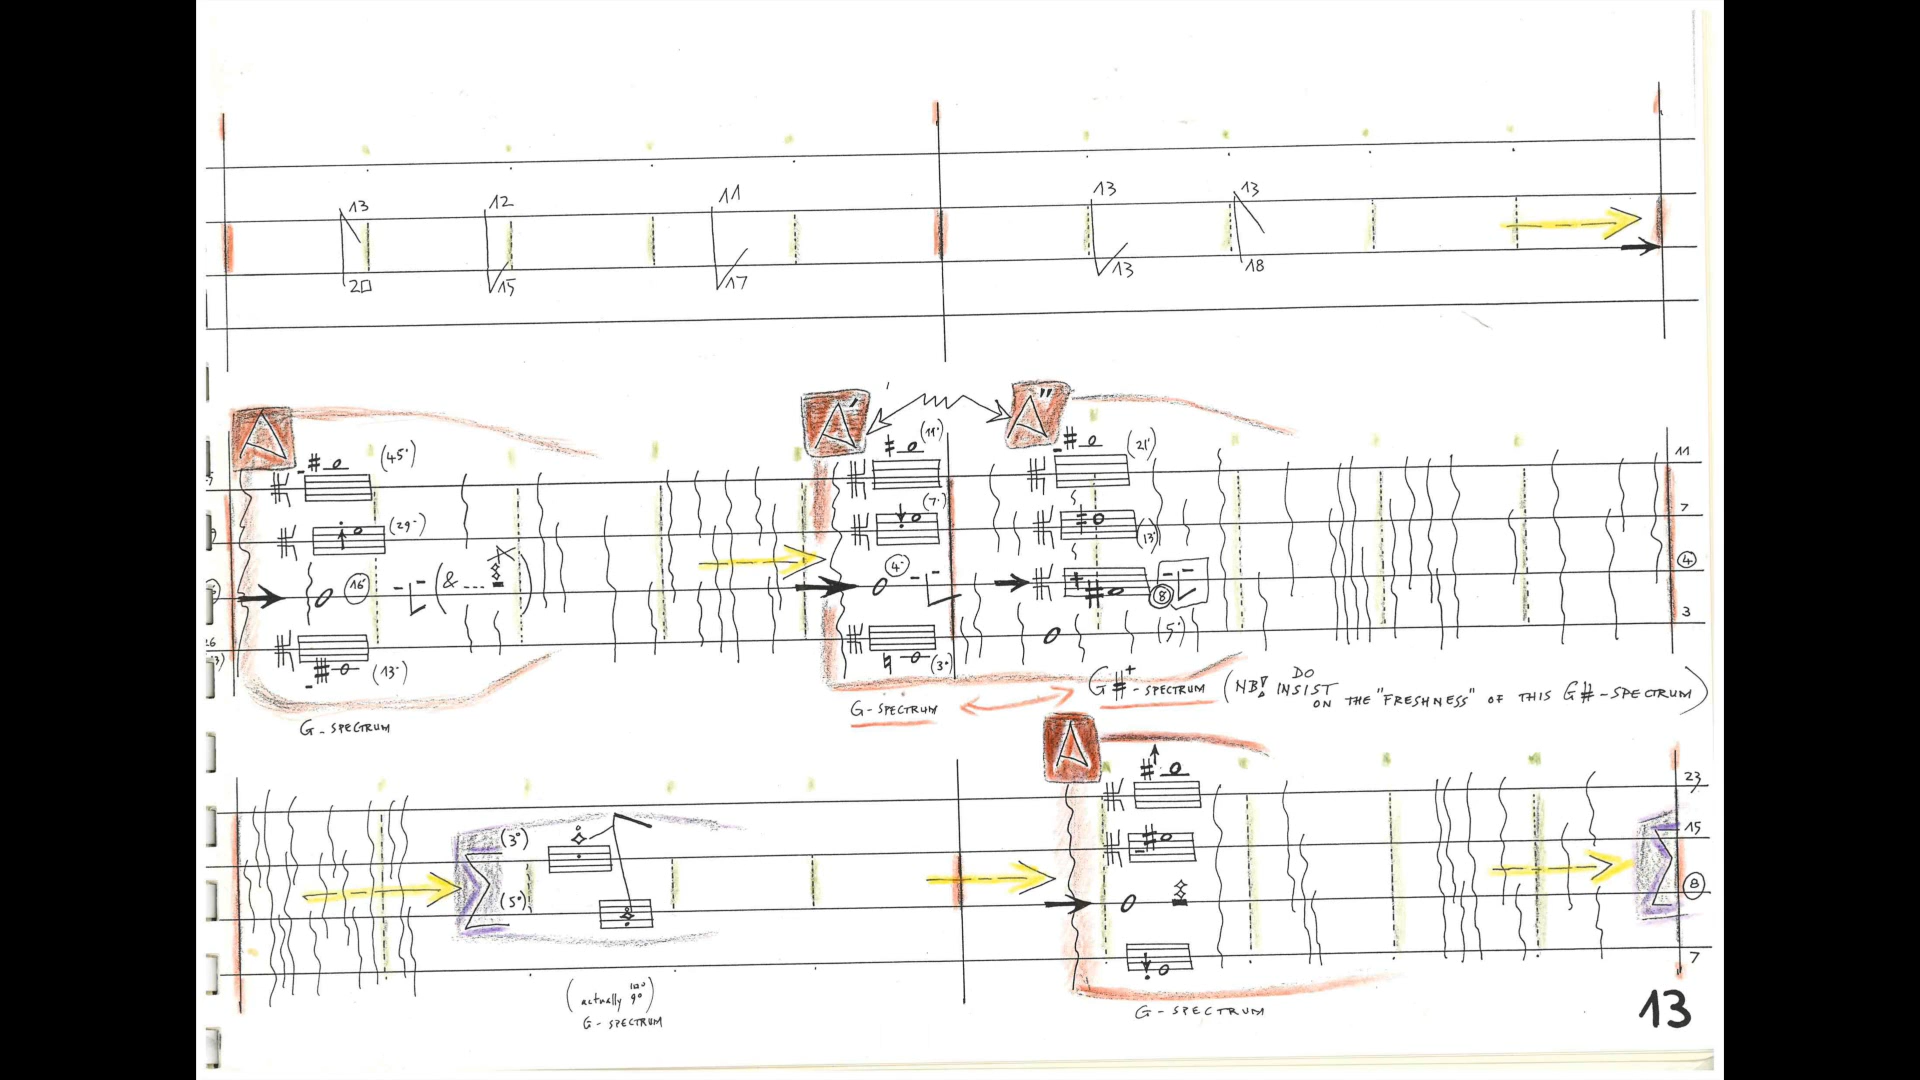 13 12 11 13 13
20 15 17 13 18
A A' A"
(45°) (11°) (21°) 11
(29°) (7°) (13°) 7
16° (& --- ) 4° 8 4
(13°) (3°) (5°) 3
G-SPECTRUM
G-SPECTRUM
G#+-SPECTRUM (NB! DO INSIST
ON THE "FRESHNESS" OF THIS G#-SPECTRUM)
A
23
(3°) 15
(5°) 8
7
(actually 9°)
G-SPECTRUM
G-SPECTRUM
13